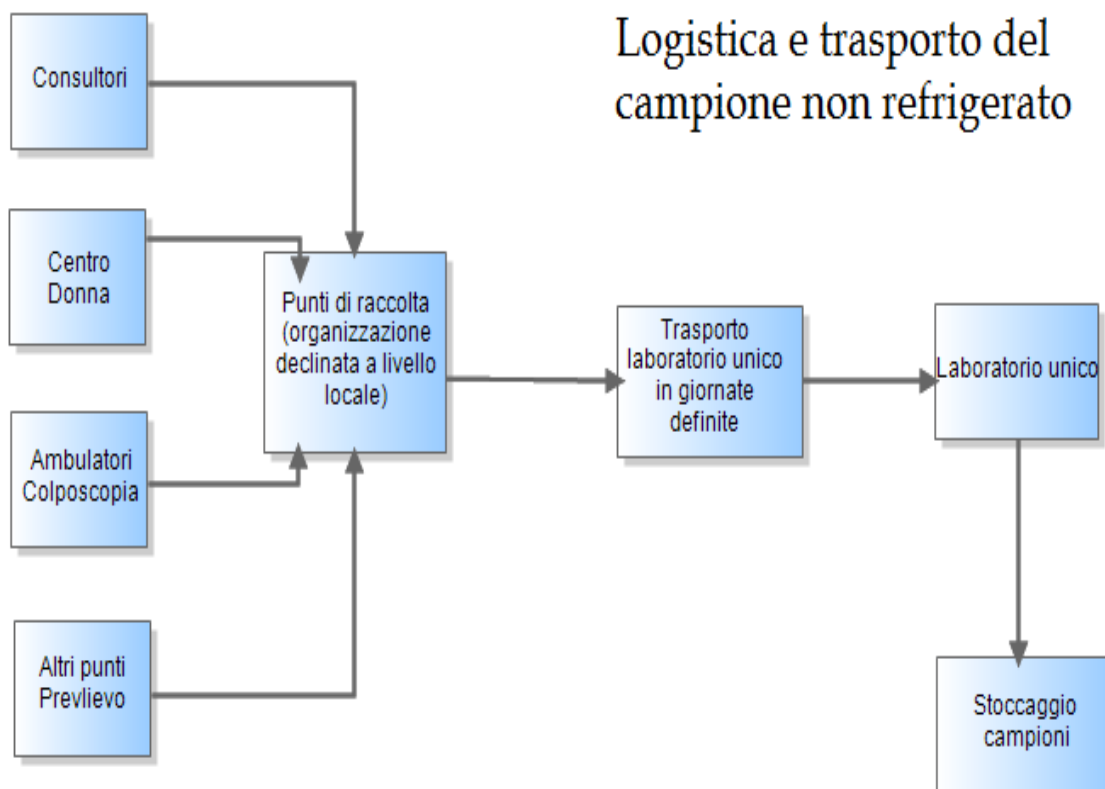 Logistica e trasporto del
campione non refrigerato
Consultori
Centro
Donna
Ambulatori
Colposcopia
Altri punti
Prevlievo
Punti di raccolta
(organizzazione
declinata a livello
locale)
Trasporto
laboratorio unico
in giornate
definite
Laboratorio unico
Stoccaggio
campioni